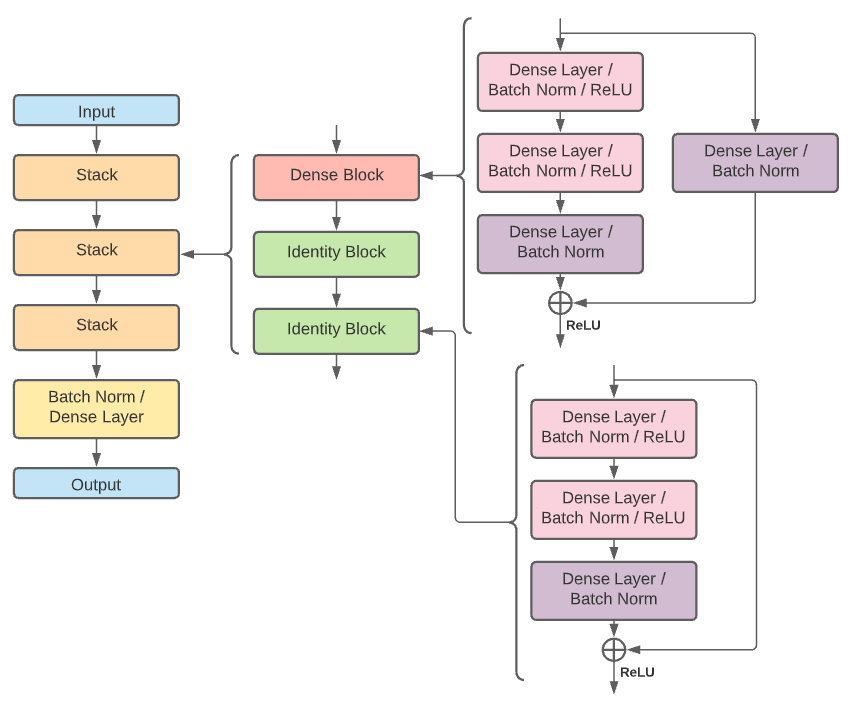 Input
Stack
Stack
Stack
Batch Norm /
Dense Layer
Output
Dense Block
Identity Block
Identity Block
Dense Layer /
Batch Norm / ReLU
Dense Layer /
Batch Norm / ReLU
Dense Layer /
Batch Norm
ReLU
Dense Layer /
Batch Norm
Dense Layer /
Batch Norm / ReLU
Dense Layer /
Batch Norm / ReLU
Dense Layer /
Batch Norm
ReLU